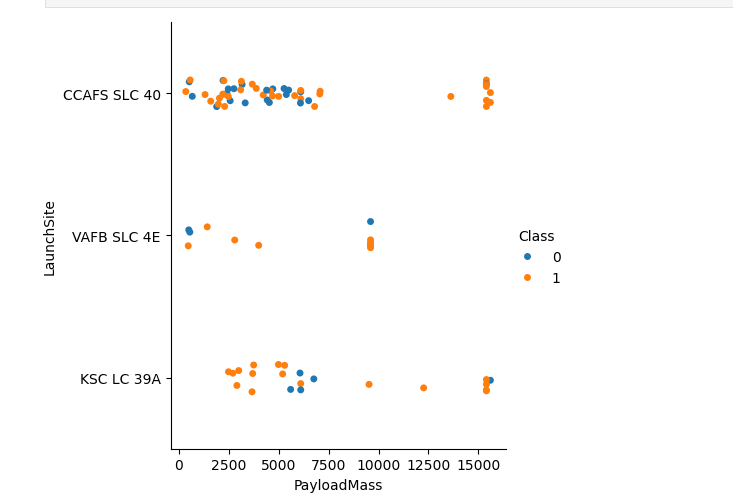 CCAFS SLC 40
VAFB SLC 4E
KSC LC 39A
LaunchSite
0 2500 5000 7500 10000 12500 15000
PayloadMass
Class
0
1